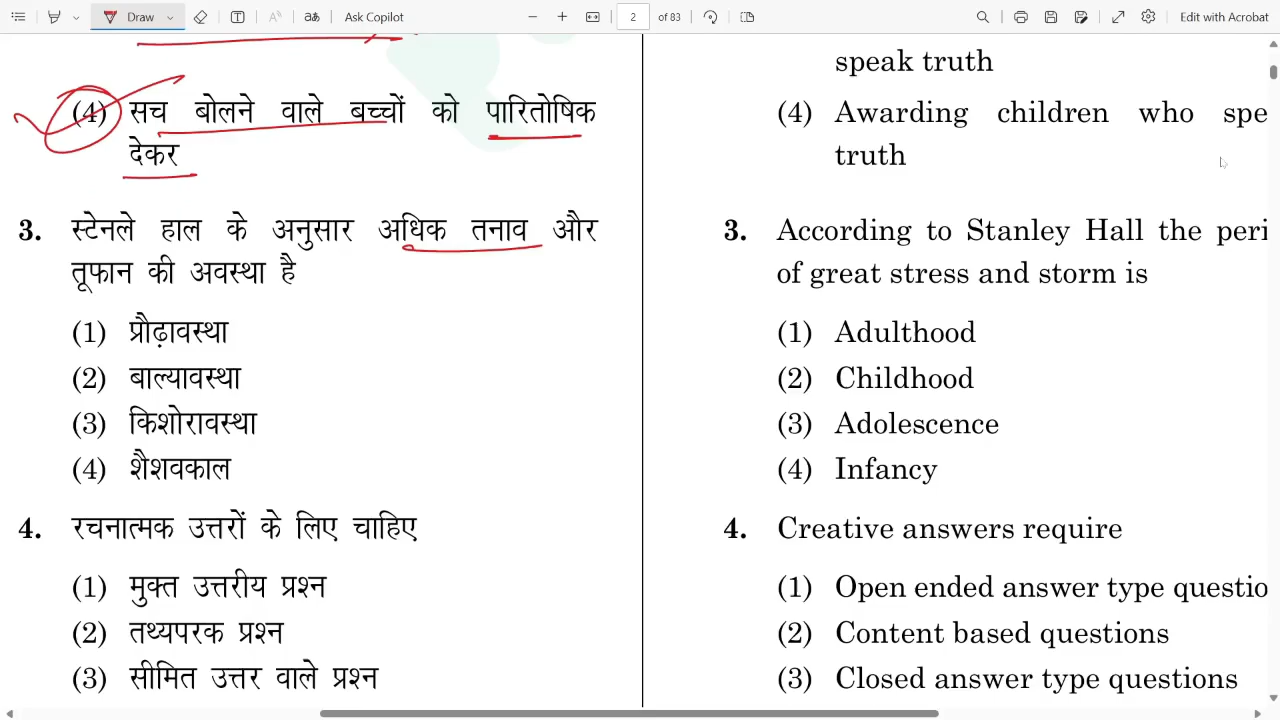 Draw
Ask Copilot
2 of 83
Edit with Acrobat
(4) सच बोलने वाले बच्चों को पारितोषिक
देकर
3. स्टेनले हाल के अनुसार अधिक तनाव और
तूफान की अवस्था है
(1) प्रौढ़ावस्था
(2) बाल्यावस्था
(3) किशोरावस्था
(4) शैशवकाल
4. रचनात्मक उत्तरों के लिए चाहिए
(1) मुक्त उत्तरीय प्रश्न
(2) तथ्यपरक प्रश्न
(3) सीमित उत्तर वाले प्रश्न
speak truth
(4) Awarding children who spe
truth
3. According to Stanley Hall the peri
of great stress and storm is
(1) Adulthood
(2) Childhood
(3) Adolescence
(4) Infancy
4. Creative answers require
(1) Open ended answer type questio
(2) Content based questions
(3) Closed answer type questions